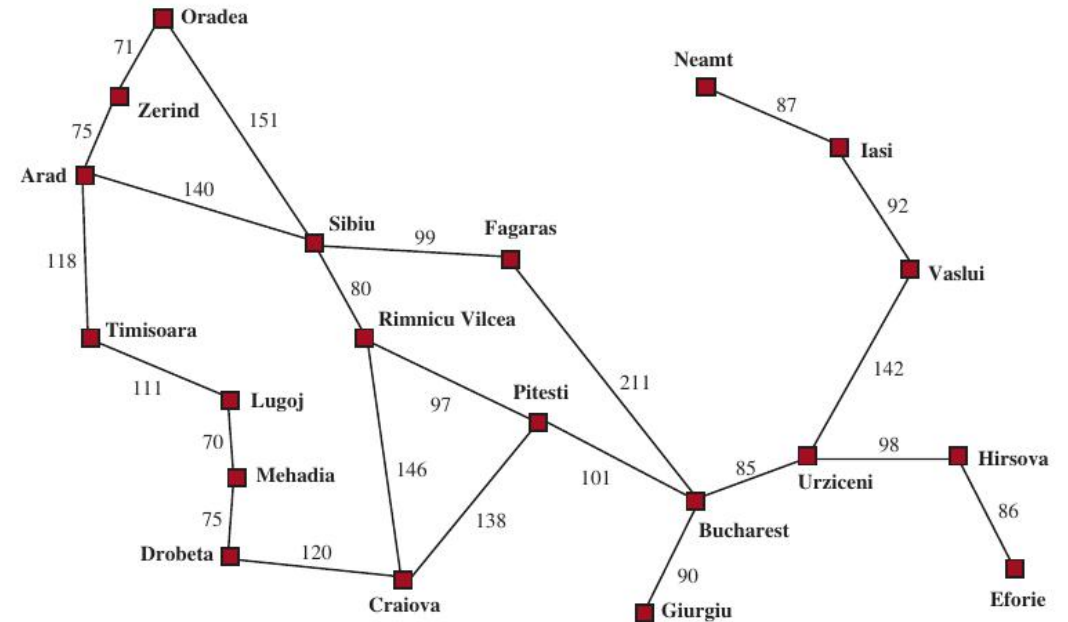 Oradea
71
Neamt
87
Zerind
151
75
Iasi
Arad
140
92
Sibiu
Fagaras
99
118
Vaslui
80
Rimnicu Vilcea
Timisoara
142
211
111
Pitesti
97
Lugoj
70
98
Hirsova
146
85
Mehadia
101
Urziceni
86
75
138
Bucharest
Drobeta
120
90
Eforie
Craiova
Giurgiu